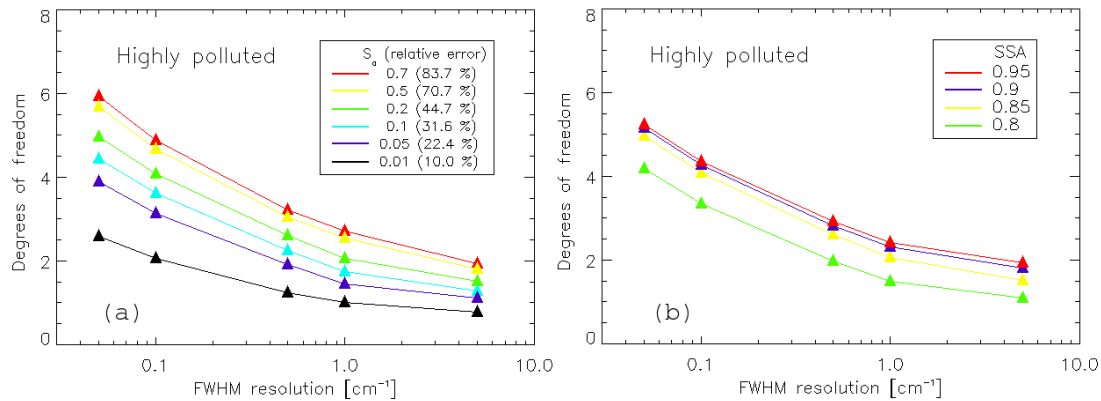 Highly polluted
S_a (relative error)
0.7 (83.7 %)
0.5 (70.7 %)
0.2 (44.7 %)
0.1 (31.6 %)
0.05 (22.4 %)
0.01 (10.0 %)
8
6
4
2
0
Degrees of freedom
(a)
0.1
1.0
10.0
FWHM resolution [cm⁻¹]
Highly polluted
SSA
0.95
0.9
0.85
0.8
8
6
4
2
0
Degrees of freedom
(b)
0.1
1.0
10.0
FWHM resolution [cm⁻¹]